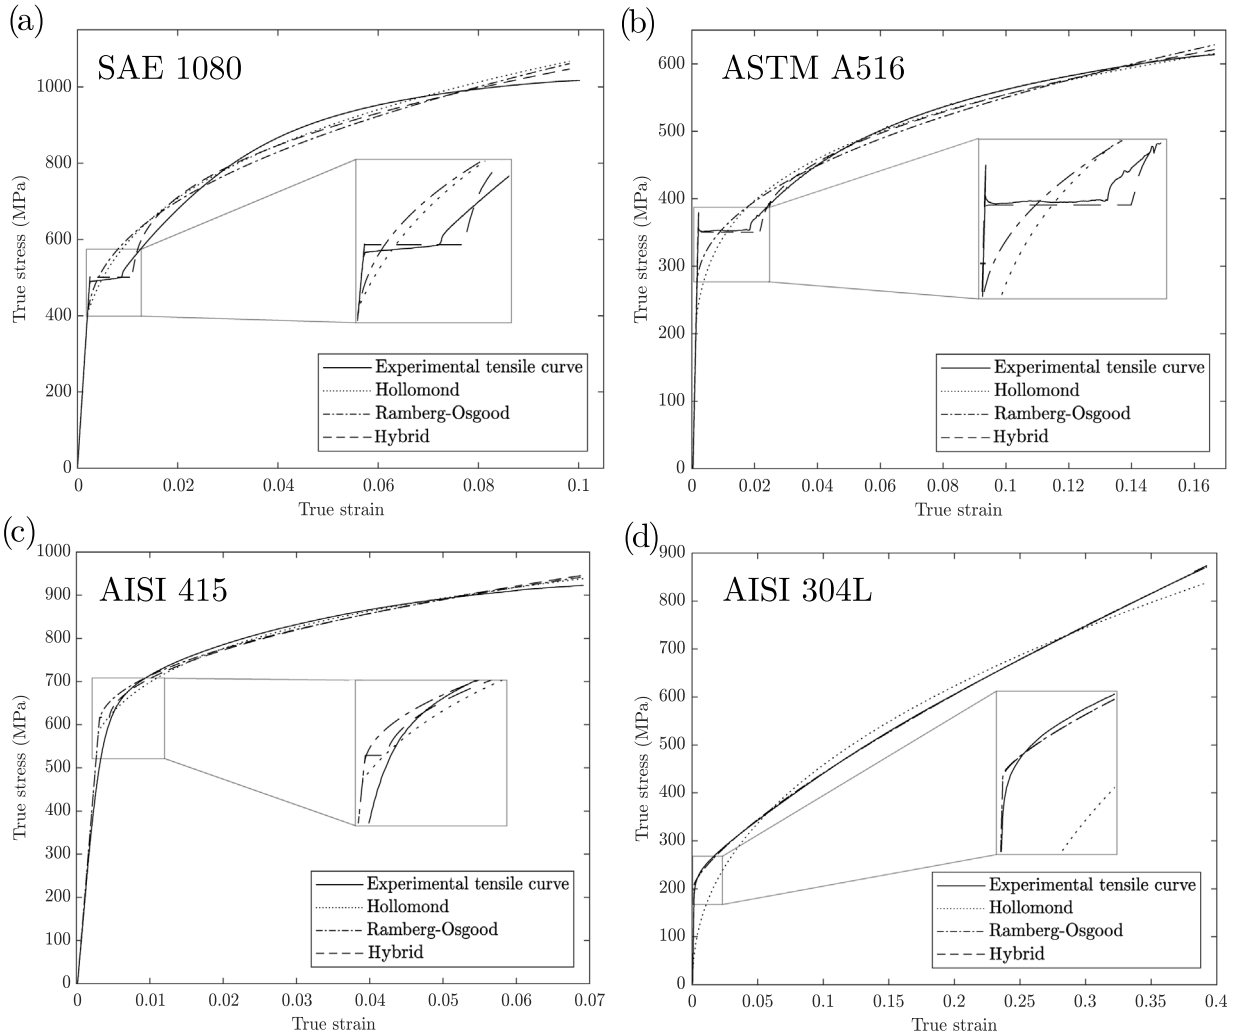 (a)
SAE 1080
True stress (MPa)
1000
800
600
400
200
0
0 0.02 0.04 0.06 0.08 0.1
True strain
Experimental tensile curve
Hollomond
Ramberg-Osgood
Hybrid
(b)
ASTM A516
True stress (MPa)
600
500
400
300
200
100
0
0 0.02 0.04 0.06 0.08 0.1 0.12 0.14 0.16
True strain
Experimental tensile curve
Hollomond
Ramberg-Osgood
Hybrid
(c)
AISI 415
True stress (MPa)
1000
900
800
700
600
500
400
300
200
100
0
0 0.01 0.02 0.03 0.04 0.05 0.06 0.07
True strain
Experimental tensile curve
Hollomond
Ramberg-Osgood
Hybrid
(d)
AISI 304L
True stress (MPa)
900
800
700
600
500
400
300
200
100
0
0 0.05 0.1 0.15 0.2 0.25 0.3 0.35 0.4
True strain
Experimental tensile curve
Hollomond
Ramberg-Osgood
Hybrid